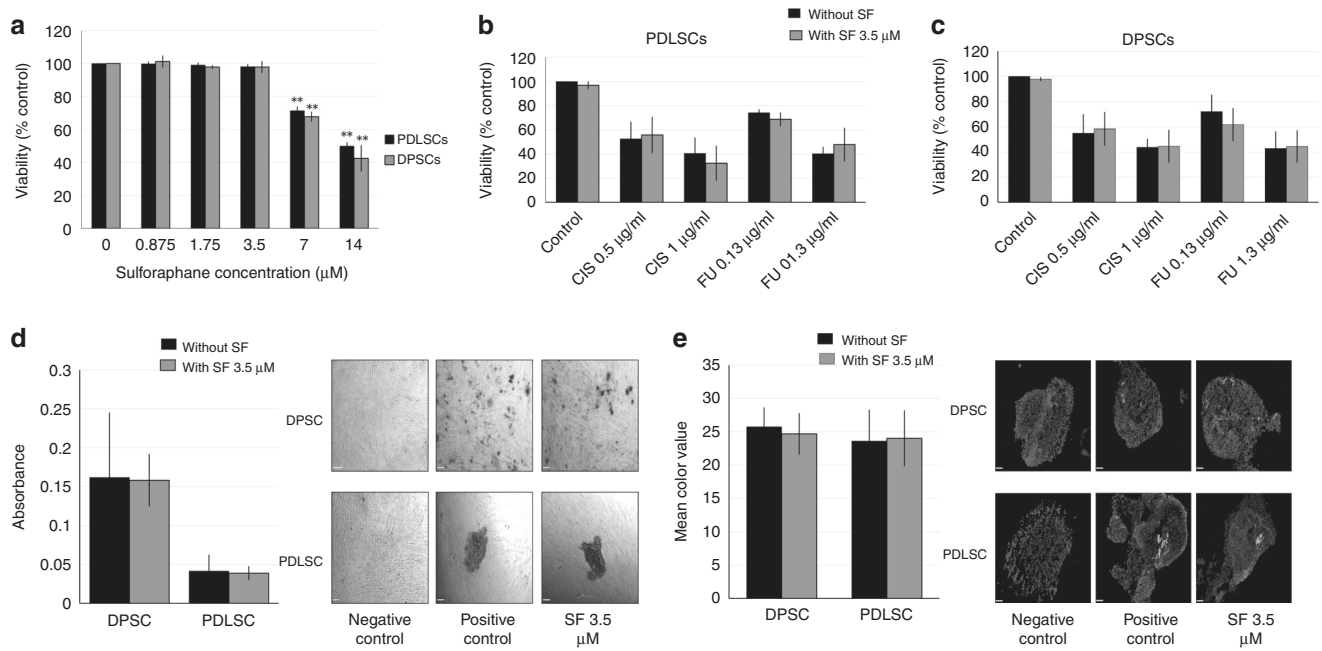 a
120
100
80
60
40
20
0
Viability (% control)
** **
** **
PDLSCs
DPSCs
0 0.875 1.75 3.5 7 14
Sulforaphane concentration (μM)
b
Without SF
With SF 3.5 μM
PDLSCs
120
100
80
60
40
20
0
Viability (% control)
Control
CIS 0.5 μg/ml
CIS 1 μg/ml
FU 0.13 μg/ml
FU 01.3 μg/ml
c
DPSCs
120
100
80
60
40
20
0
Viability (% control)
Control
CIS 0.5 μg/ml
CIS 1 μg/ml
FU 0.13 μg/ml
FU 1.3 μg/ml
d
Without SF
With SF 3.5 μM
0.3
0.25
0.2
0.15
0.1
0.05
0
Absorbance
DPSC PDLSC
DPSC
PDLSC
Negative
control
Positive
control
SF 3.5
μM
e
Without SF
With SF 3.5 μM
35
30
25
20
15
10
5
0
Mean color value
DPSC PDLSC
DPSC
PDLSC
Negative
control
Positive
control
SF 3.5
μM